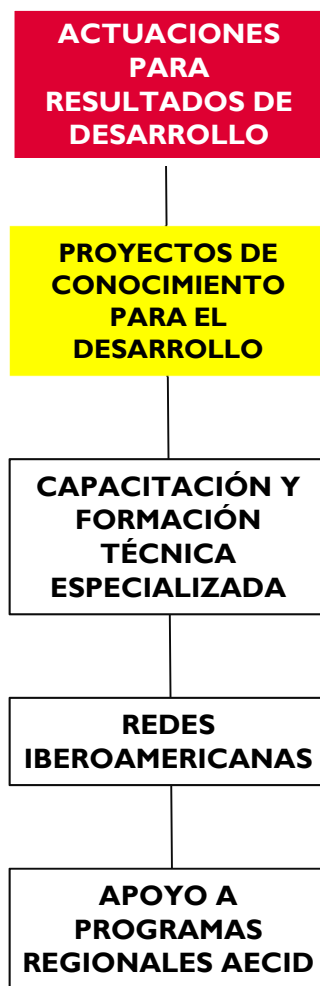 ACTUACIONES
PARA
RESULTADOS DE
DESARROLLO
PROYECTOS DE
CONOCIMIENTO
PARA EL
DESARROLLO
CAPACITACIÓN Y
FORMACIÓN
TÉCNICA
ESPECIALIZADA
REDES
IBEROAMERICANAS
APOYO A
PROGRAMAS
REGIONALES AECID